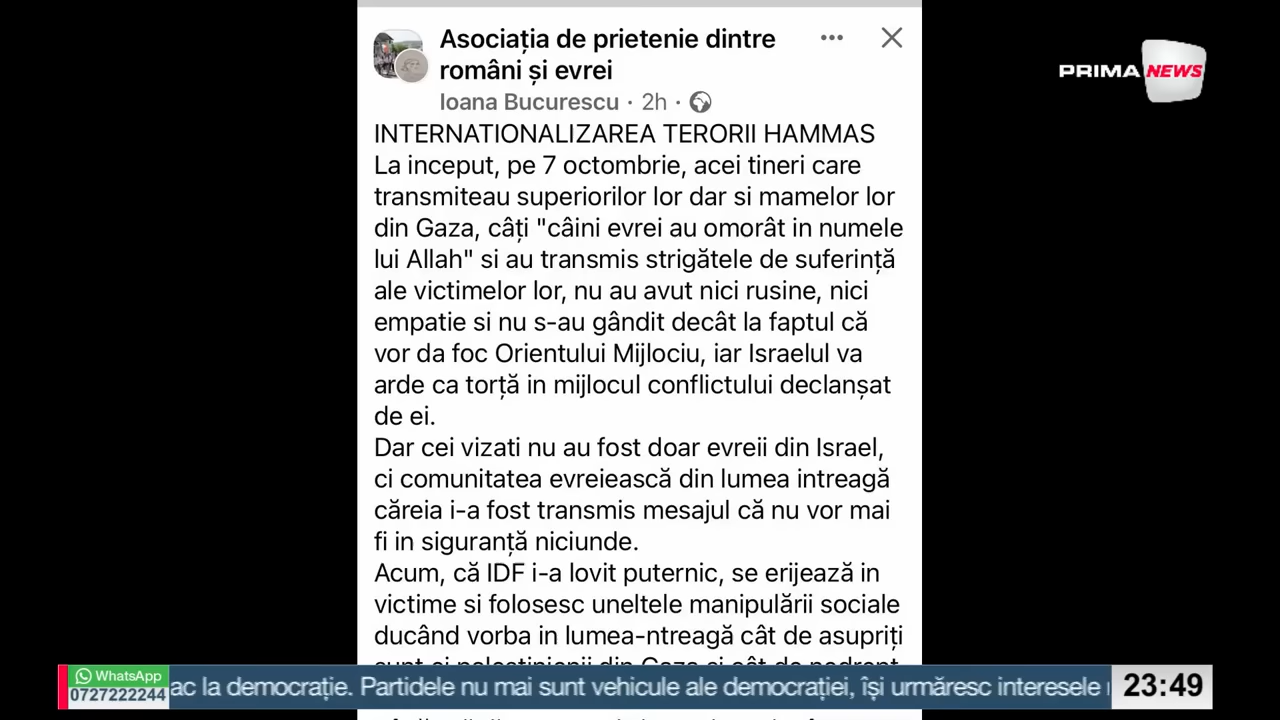 Asociația de prietenie dintre
români și evrei
Ioana Bucurescu · 2h ·
PRIMA NEWS
INTERNATIONALIZAREA TERORII HAMMAS
La inceput, pe 7 octombrie, acei tineri care
transmiteau superiorilor lor dar si mamelor lor
din Gaza, câți "câini evrei au omorât in numele
lui Allah" si au transmis strigătele de suferință
ale victimelor lor, nu au avut nici rusine, nici
empatie si nu s-au gândit decât la faptul că
vor da foc Orientului Mijlociu, iar Israelul va
arde ca torță in mijlocul conflictului declanșat
de ei.
Dar cei vizati nu au fost doar evreii din Israel,
ci comunitatea evreiească din lumea intreagă
căreia i-a fost transmis mesajul că nu vor mai
fi in siguranță niciunde.
Acum, că IDF i-a lovit puternic, se erijează in
victime si folosesc uneltele manipulării sociale
ducând vorba in lumea-ntreagă cât de asupriți
WhatsApp
0727222244
ac la democrație. Partidele nu mai sunt vehicule ale democrației, își urmăresc interesele
23:49